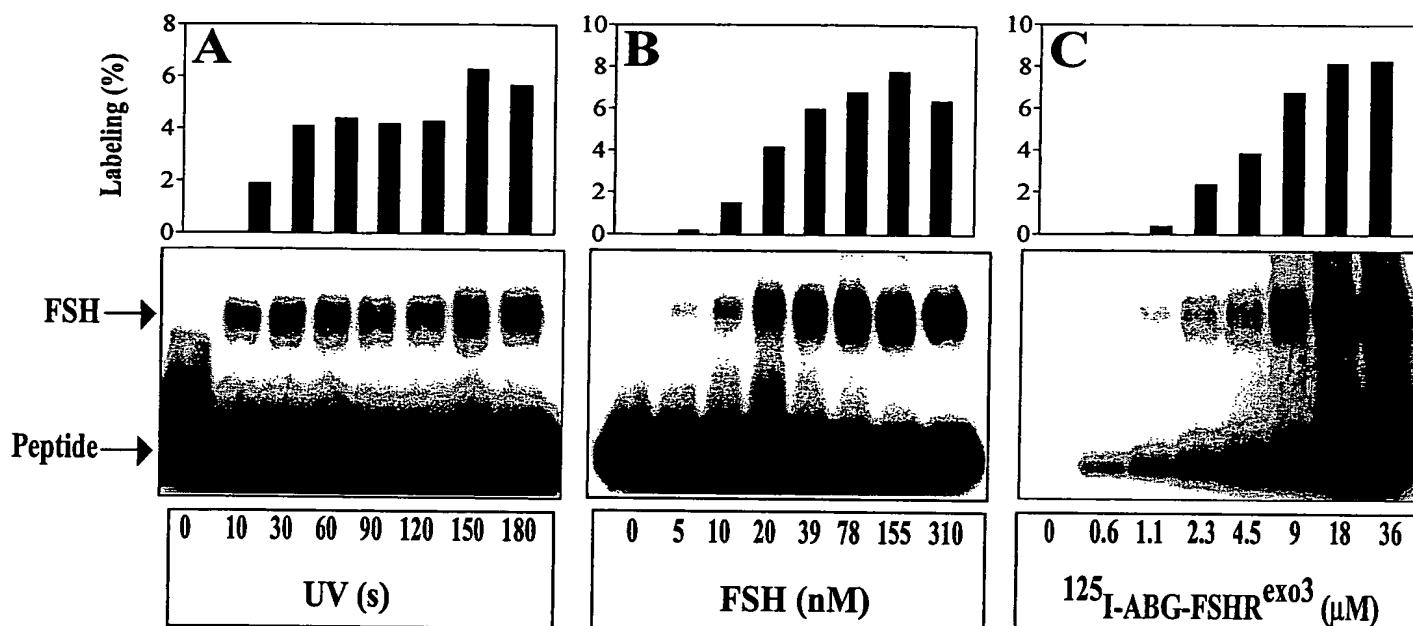 A
B
C
Labeling (%)
8
6
4
2
0
10
8
6
4
2
0
10
8
6
4
2
0
FSH
Peptide
0 10 30 60 90 120 150 180
UV (s)
0 5 10 20 39 78 155 310
FSH (nM)
0 0.6 1.1 2.3 4.5 9 18 36
125I-ABG-FSHRexo3 (μM)